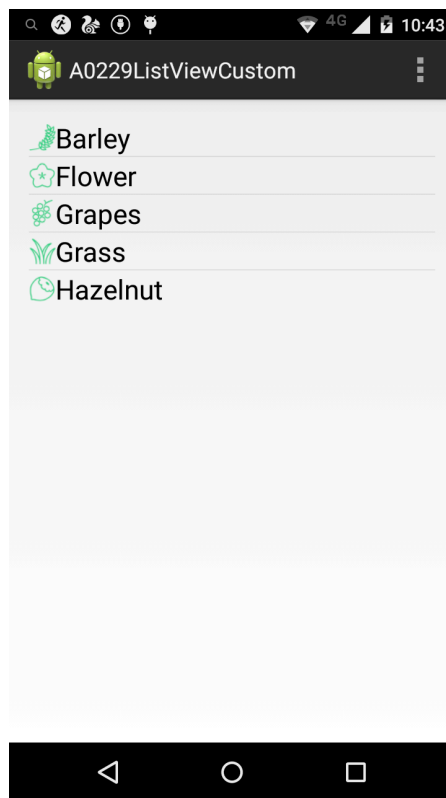 4G 10:43
A0229ListViewCustom
Barley
Flower
Grapes
Grass
Hazelnut